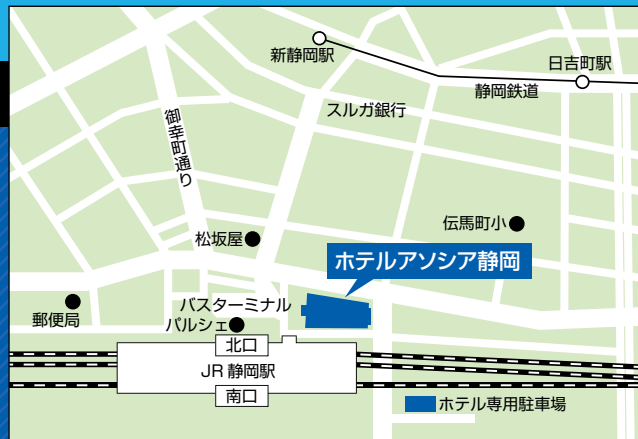 新静岡駅
日吉町駅
静岡鉄道
スルガ銀行
御幸町通り
伝馬町小
松坂屋
ホテルアソシア静岡
郵便局
バスターミナル
パルシェ
北口
JR 静岡駅
南口
ホテル専用駐車場